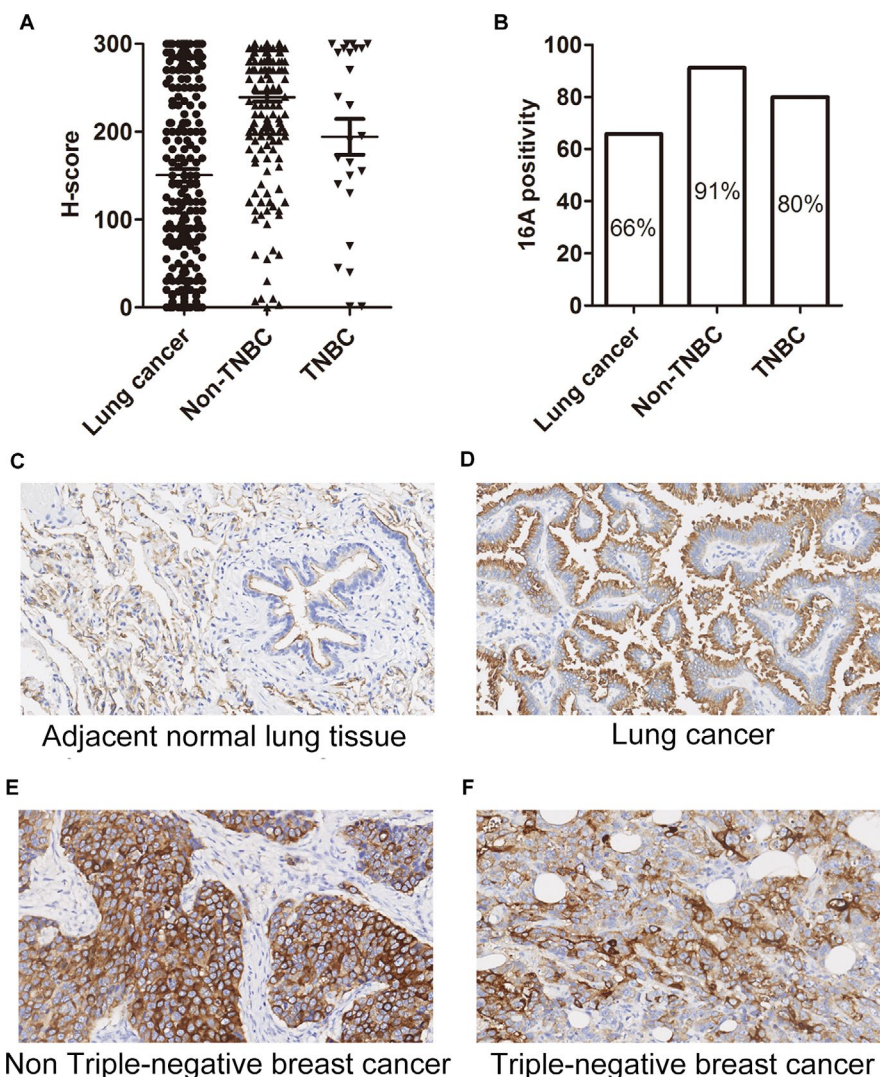 A
H-score
300
200
100
0
Lung cancer
Non-TNBC
TNBC
B
16A positivity
100
80
60
40
20
0
66%
91%
80%
Lung cancer
Non-TNBC
TNBC
C
D
Adjacent normal lung tissue
Lung cancer
E
F
Non Triple-negative breast cancer
Triple-negative breast cancer